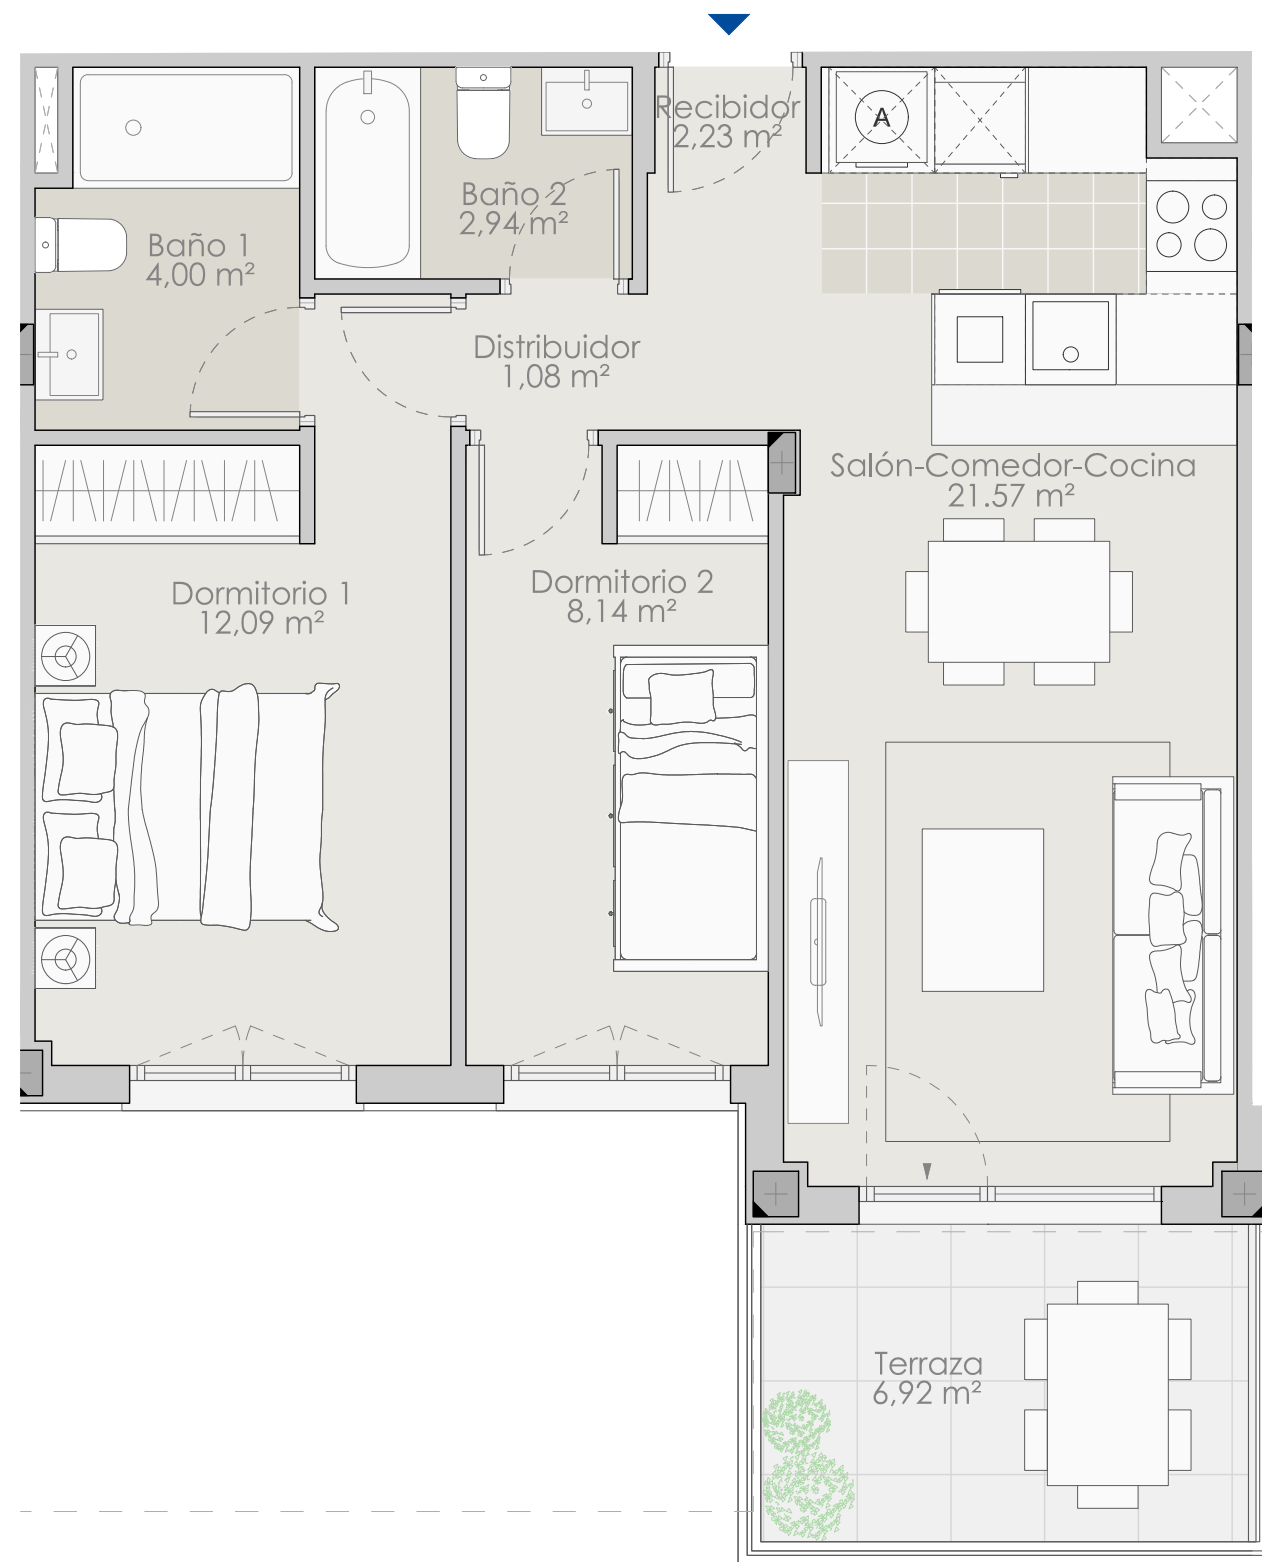 Recibidor
2,23 m²
A
Baño 2
2,94 m²
Baño 1
4,00 m²
Distribuidor
1,08 m²
Salón-Comedor-Cocina
21.57 m²
Dormitorio 1
12,09 m²
Dormitorio 2
8,14 m²
Terraza
6,92 m²